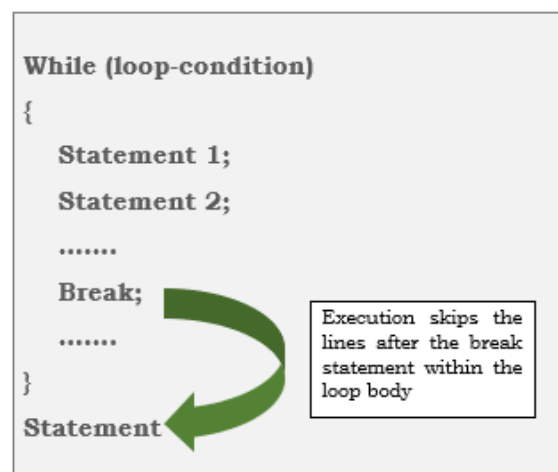 While (loop-condition)
{
Statement 1;
Statement 2;
.......
Break;
.......
}
Statement
Execution skips the
lines after the break
statement within the
loop body